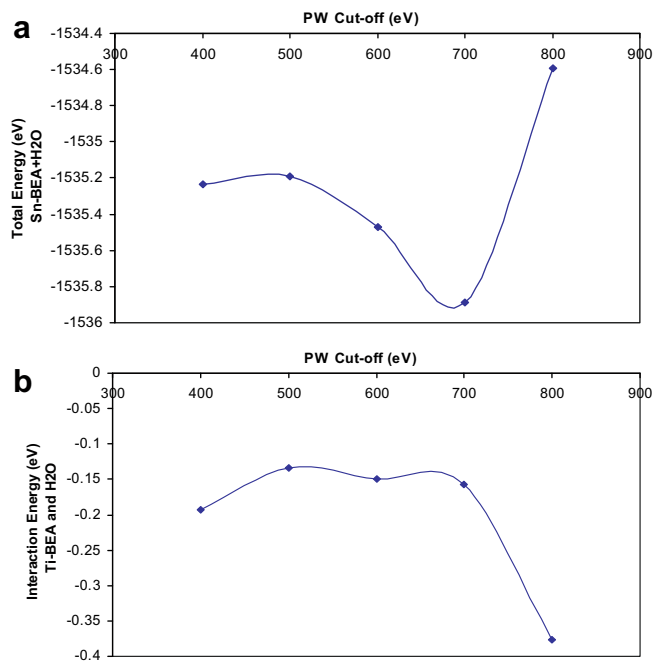 a
PW Cut-off (eV)
-1534.4
300 400 500 600 700 800 900
-1534.6
-1534.8
-1535
-1535.2
-1535.4
-1535.6
-1535.8
-1536
Total Energy (eV)
Sn-BEA+H2O
b
PW Cut-off (eV)
0
300 400 500 600 700 800 900
-0.05
-0.1
-0.15
-0.2
-0.25
-0.3
-0.35
-0.4
Interaction Energy (eV)
Ti-BEA and H2O